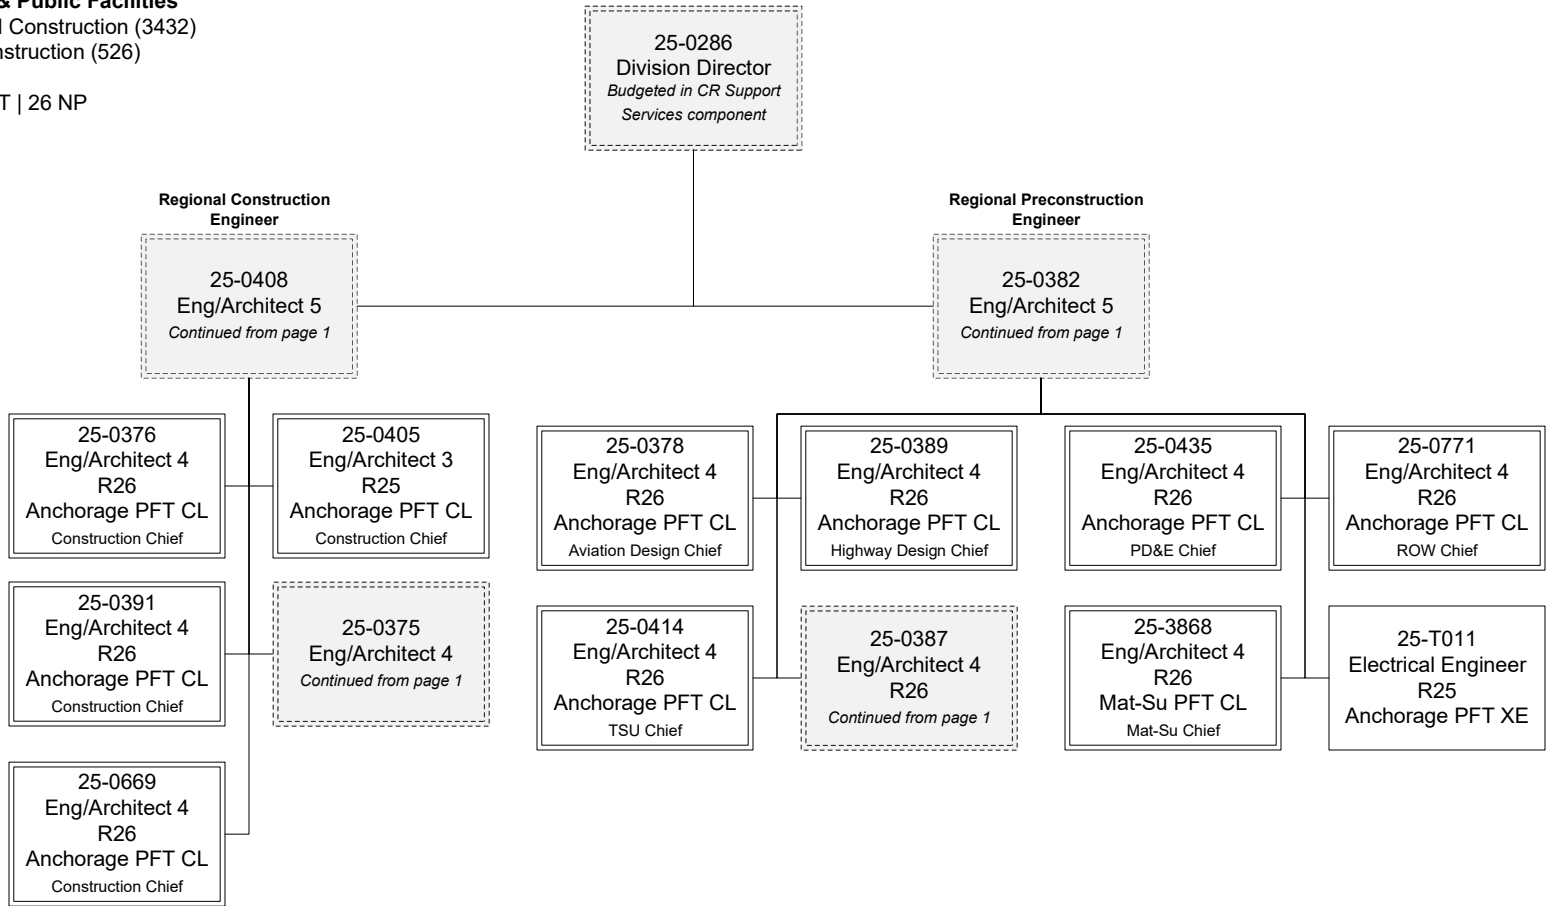 & Public Facilities
Construction (3432)
(526)
| 26 NP
25-0286
Division Director
Budgeted in CR Support
Services component
Regional Construction
Engineer
25-0408
Eng/Architect 5
Continued from page 1
Regional Preconstruction
Engineer
25-0382
Eng/Architect 5
Continued from page 1
25-0376
Eng/Architect 4
R26
Anchorage PFT CL
Construction Chief
25-0405
Eng/Architect 3
R25
Anchorage PFT CL
Construction Chief
25-0391
Eng/Architect 4
R26
Anchorage PFT CL
Construction Chief
25-0375
Eng/Architect 4
Continued from page 1
25-0669
Eng/Architect 4
R26
Anchorage PFT CL
Construction Chief
25-0378
Eng/Architect 4
R26
Anchorage PFT CL
Aviation Design Chief
25-0389
Eng/Architect 4
R26
Anchorage PFT CL
Highway Design Chief
25-0435
Eng/Architect 4
R26
Anchorage PFT CL
PD&E Chief
25-0771
Eng/Architect 4
R26
Anchorage PFT CL
ROW Chief
25-0414
Eng/Architect 4
R26
Anchorage PFT CL
TSU Chief
25-0387
Eng/Architect 4
R26
Continued from page 1
25-3868
Eng/Architect 4
R26
Mat-Su PFT CL
Mat-Su Chief
25-T011
Electrical Engineer
R25
Anchorage PFT XE